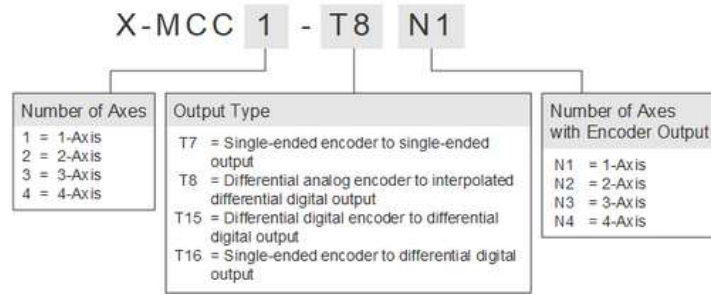 X-MCC 1 - T8 N1
Number of Axes
1 = 1-Axis
2 = 2-Axis
3 = 3-Axis
4 = 4-Axis
Output Type
T7 = Single-ended encoder to single-ended
output
T8 = Differential analog encoder to interpolated
differential digital output
T15 = Differential digital encoder to differential
digital output
T16 = Single-ended encoder to differential digital
output
Number of Axes
with Encoder Output
N1 = 1-Axis
N2 = 2-Axis
N3 = 3-Axis
N4 = 4-Axis